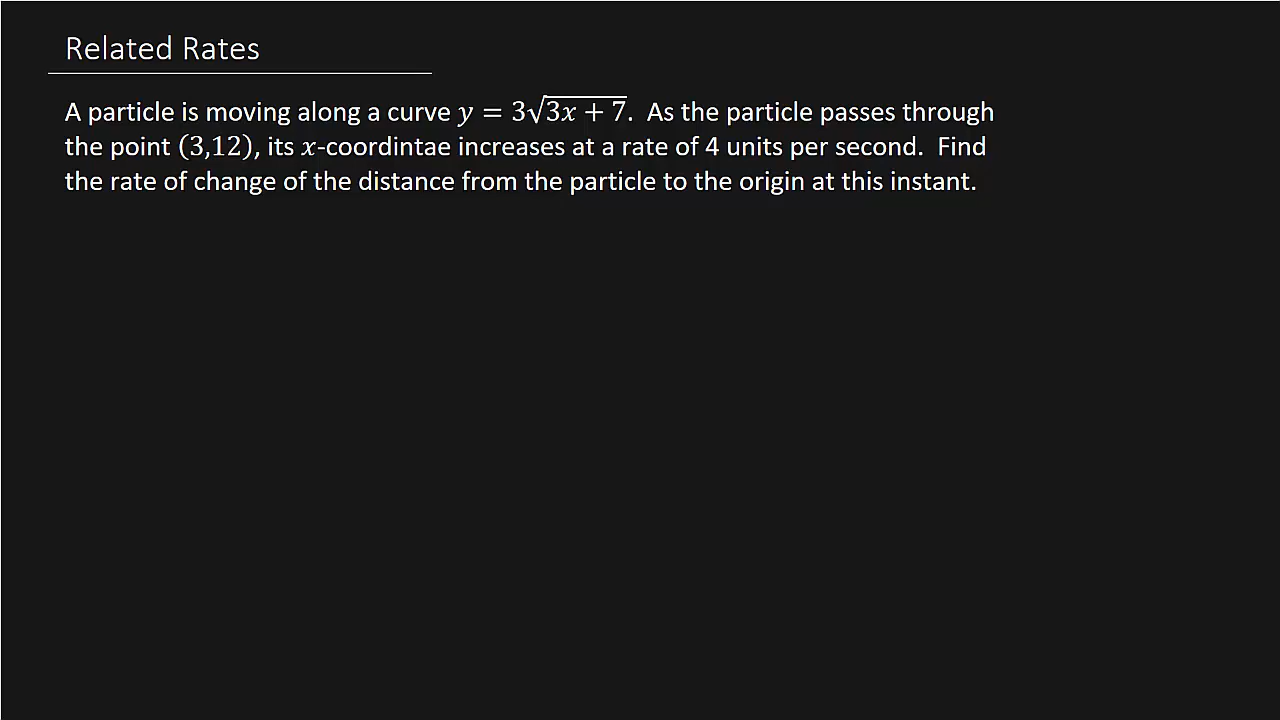 Related Rates
A particle is moving along a curve y = 3√(3x + 7). As the particle passes through
the point (3,12), its x-coordintae increases at a rate of 4 units per second. Find
the rate of change of the distance from the particle to the origin at this instant.